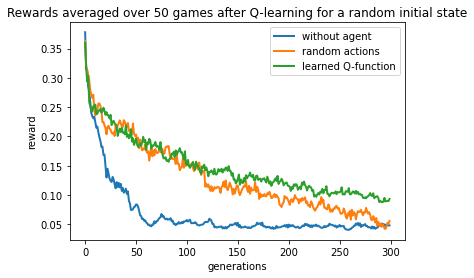 Rewards averaged over 50 games after Q-learning for a random initial state
without agent
random actions
learned Q-function
reward
0.35
0.30
0.25
0.20
0.15
0.10
0.05
0 50 100 150 200 250 300
generations